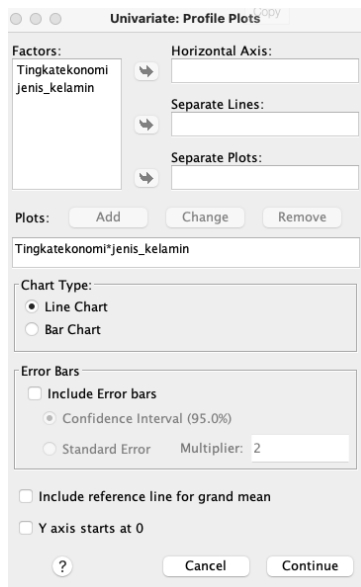 Univariate: Profile Plots
Copy
Factors:
Horizontal Axis:
Tingkatekonomi
jenis_kelamin
Separate Lines:
Separate Plots:
Plots: Add Change Remove
Tingkatekonomi*jenis_kelamin
Chart Type:
Line Chart
Bar Chart
Error Bars
Include Error bars
Confidence Interval (95.0%)
Standard Error Multiplier: 2
Include reference line for grand mean
Y axis starts at 0
? Cancel Continue